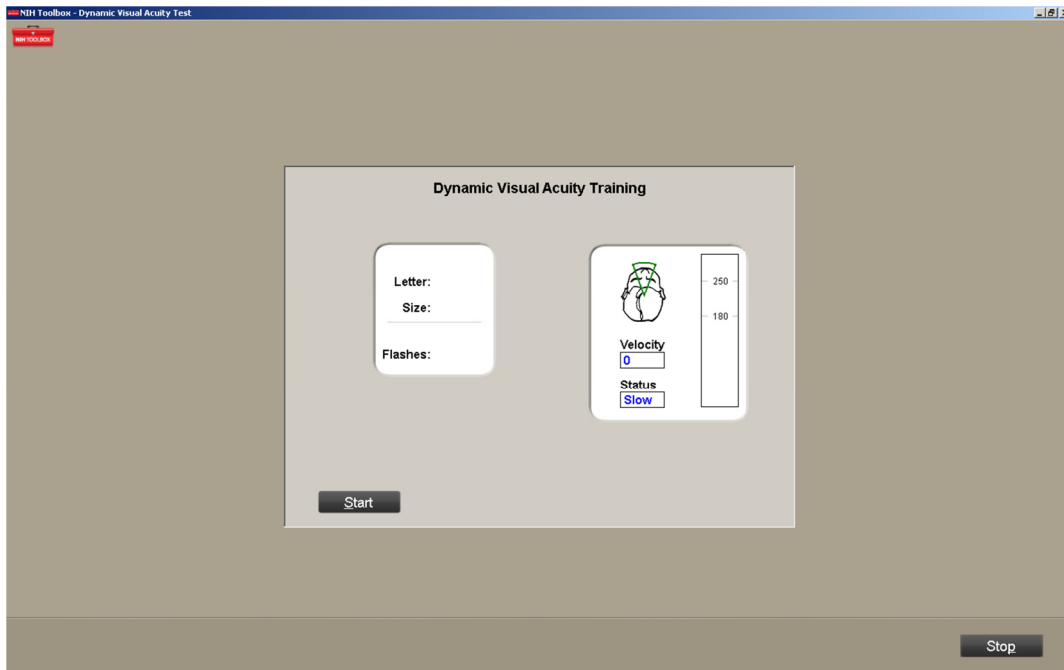 NIH Toolbox - Dynamic Visual Acuity Test
NIH TOOLBOX
Dynamic Visual Acuity Training
Letter:
Size:
Flashes:
250
180
Velocity
0
Status
Slow
Start
Stop